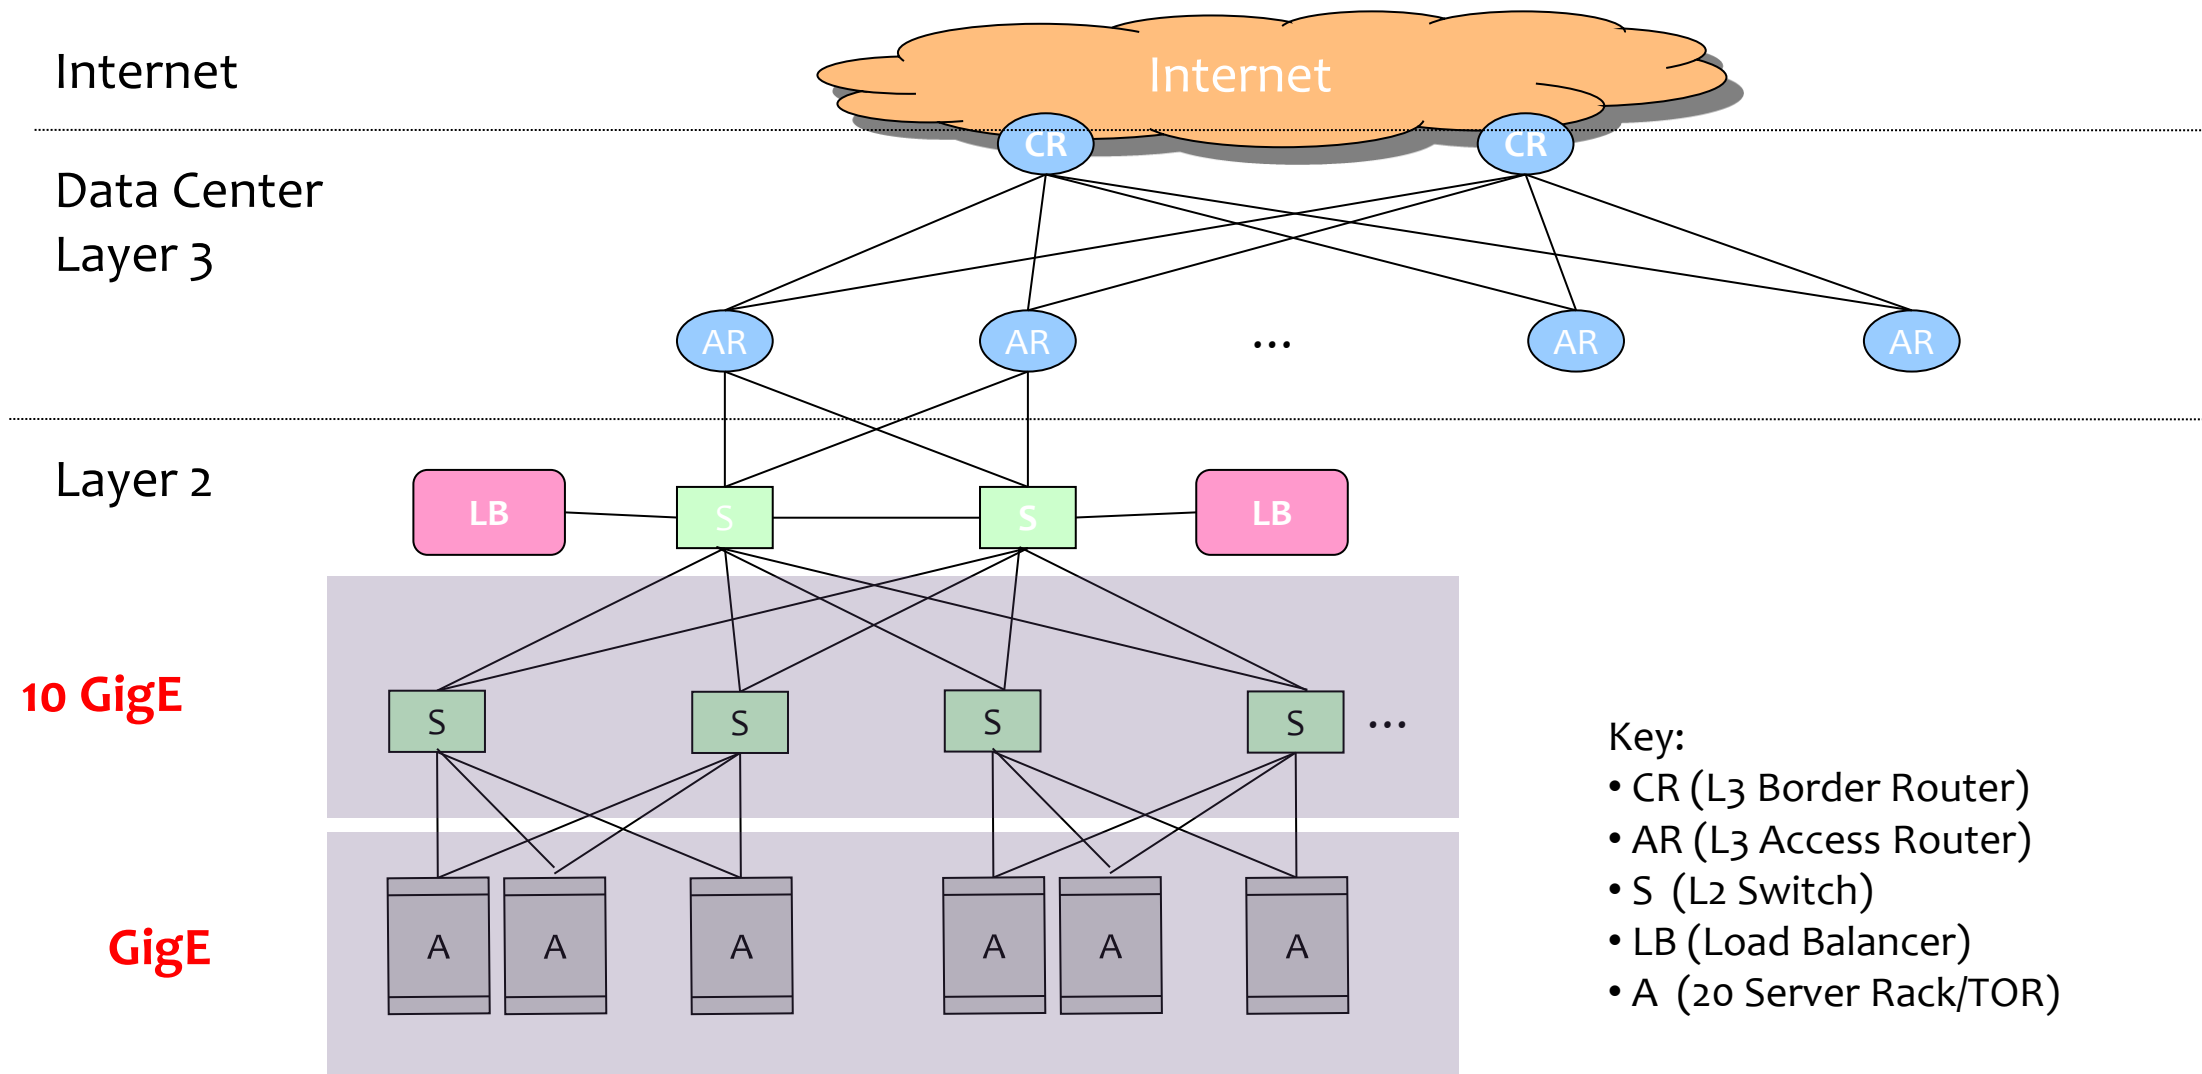 Internet
Internet
CR CR
Data Center
Layer 3
AR AR ... AR AR
Layer 2
LB S S LB
10 GigE
S S S S ...
GigE
A A A A A A
Key:
• CR (L3 Border Router)
• AR (L3 Access Router)
• S (L2 Switch)
• LB (Load Balancer)
• A (20 Server Rack/TOR)